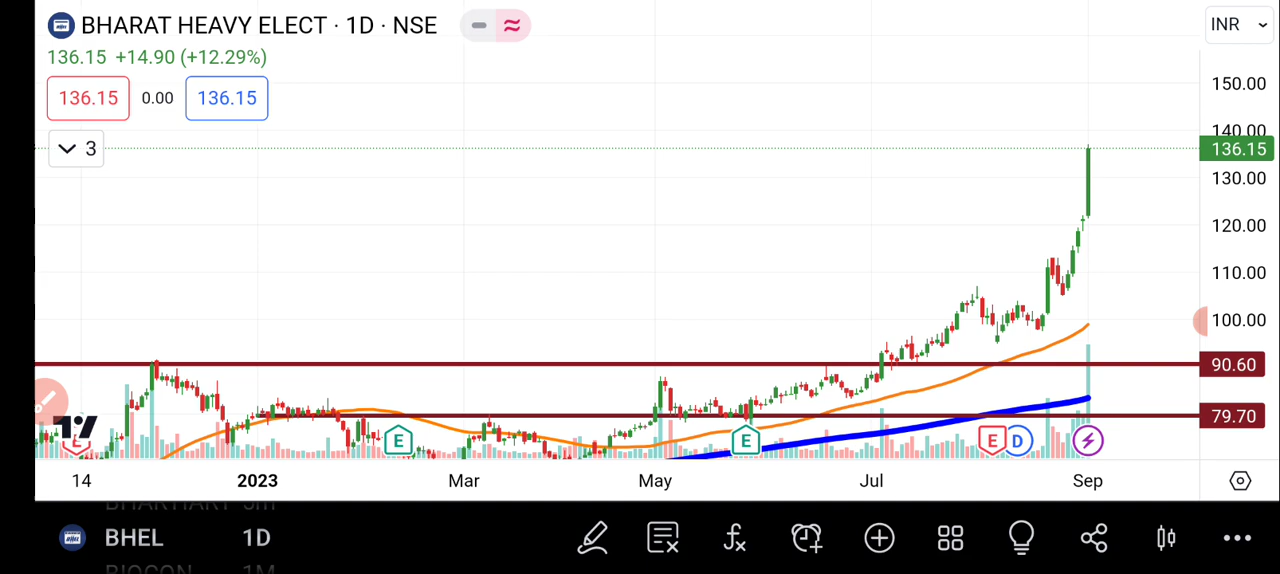 BHARAT HEAVY ELECT · 1D · NSE
INR
136.15 +14.90 (+12.29%)
136.15 0.00 136.15
3
150.00
140.00
136.15
130.00
120.00
110.00
100.00
90.60
79.70
E E E D
14 2023 Mar May Jul Sep
BHEL 1D